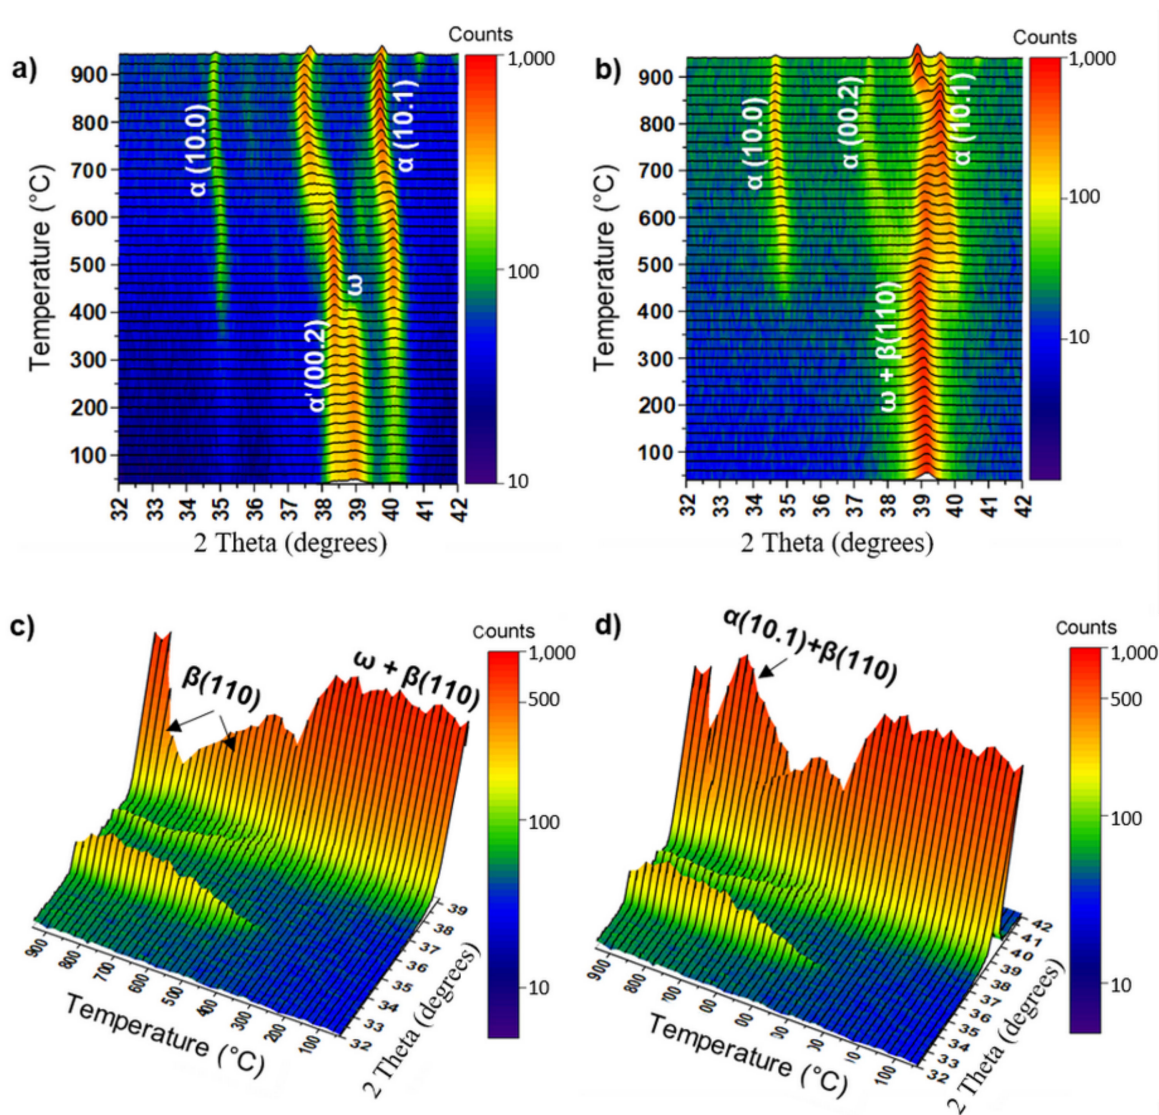 a)
Counts
1,000
100
10
900
800
700
600
500
400
300
200
100
Temperature (°C)
α (10.0)
α (10.1)
ω
α'(00.2)
32 33 34 35 36 37 38 39 40 41 42
2 Theta (degrees)
b)
Counts
1,000
100
10
900
800
700
600
500
400
300
200
100
Temperature (°C)
α (10.0)
α (00.2)
α (10.1)
ω + β(110)
32 33 34 35 36 37 38 39 40 41 42
2 Theta (degrees)
c)
Counts
1,000
500
100
10
β(110)
ω + β(110)
900 800 700 600 500 400 300 200 100
Temperature (°C)
32 33 34 35 36 37 38 39
2 Theta (degrees)
d)
Counts
1,000
500
100
10
α(10.1)+β(110)
900 800 100 00 00 00 00 10 100
Temperature (°C)
32 33 34 35 36 37 38 39 40 41 42
2 Theta (degrees)